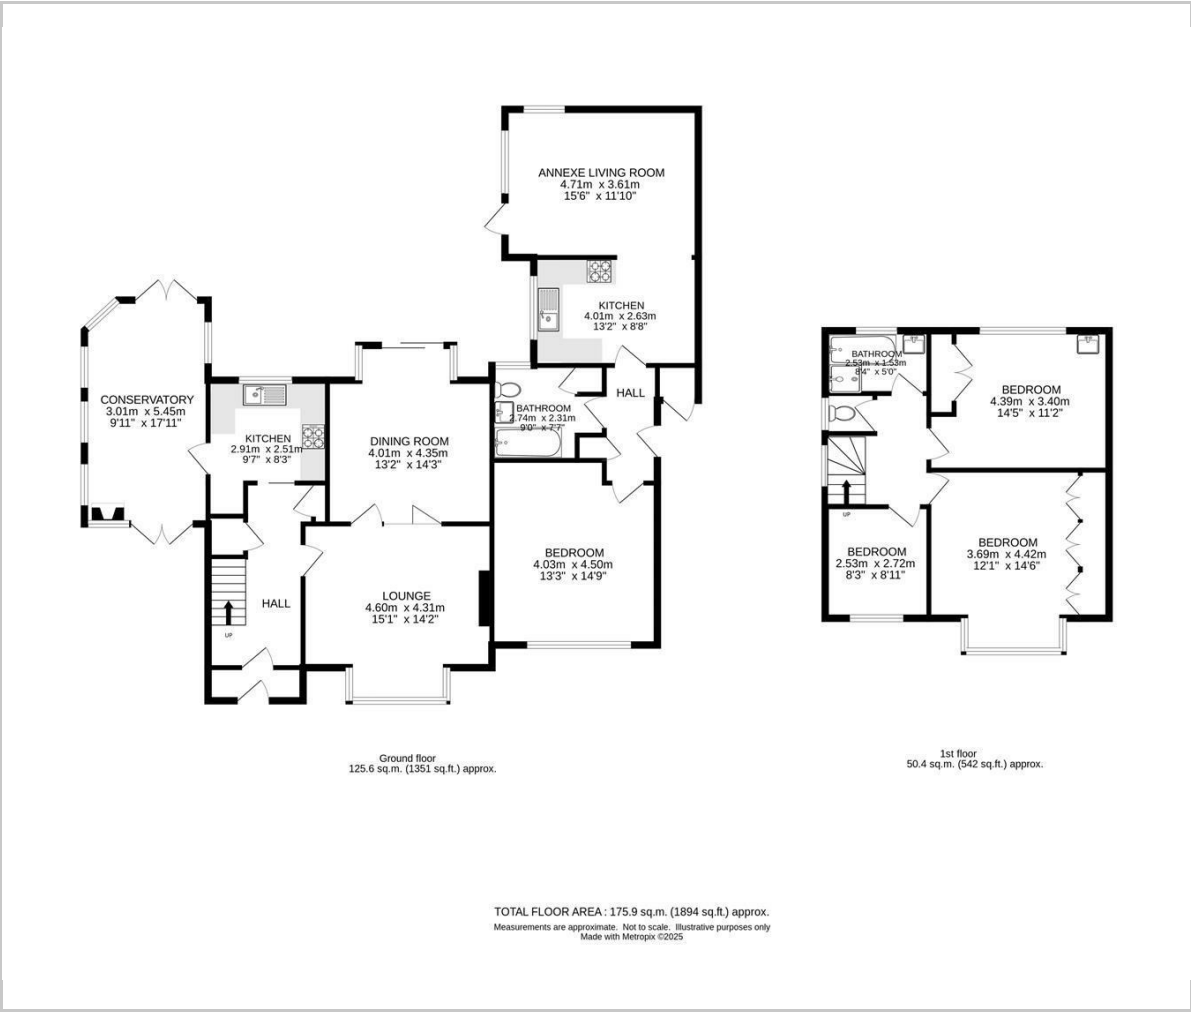 ANNEXE LIVING ROOM
4.71m x 3.61m
15'6" x 11'10"
KITCHEN
4.01m x 2.63m
13'2" x 8'8"
CONSERVATORY
3.01m x 5.45m
9'11" x 17'11"
KITCHEN
2.91m x 2.51m
9'7" x 8'3"
DINING ROOM
4.01m x 4.35m
13'2" x 14'3"
BATHROOM
2.74m x 2.31m
9'0" x 7'7"
HALL
BEDROOM
4.03m x 4.50m
13'3" x 14'9"
LOUNGE
4.60m x 4.31m
15'1" x 14'2"
HALL
UP
Ground floor
125.6 sq.m. (1351 sq.ft.) approx.
BATHROOM
2.53m x 1.53m
8'4" x 5'0"
BEDROOM
4.39m x 3.40m
14'5" x 11'2"
UP
BEDROOM
2.53m x 2.72m
8'3" x 8'11"
BEDROOM
3.69m x 4.42m
12'1" x 14'6"
1st floor
50.4 sq.m. (542 sq.ft.) approx.
TOTAL FLOOR AREA : 175.9 sq.m. (1894 sq.ft.) approx.
Measurements are approximate. Not to scale. Illustrative purposes only
Made with Metropix ©2025